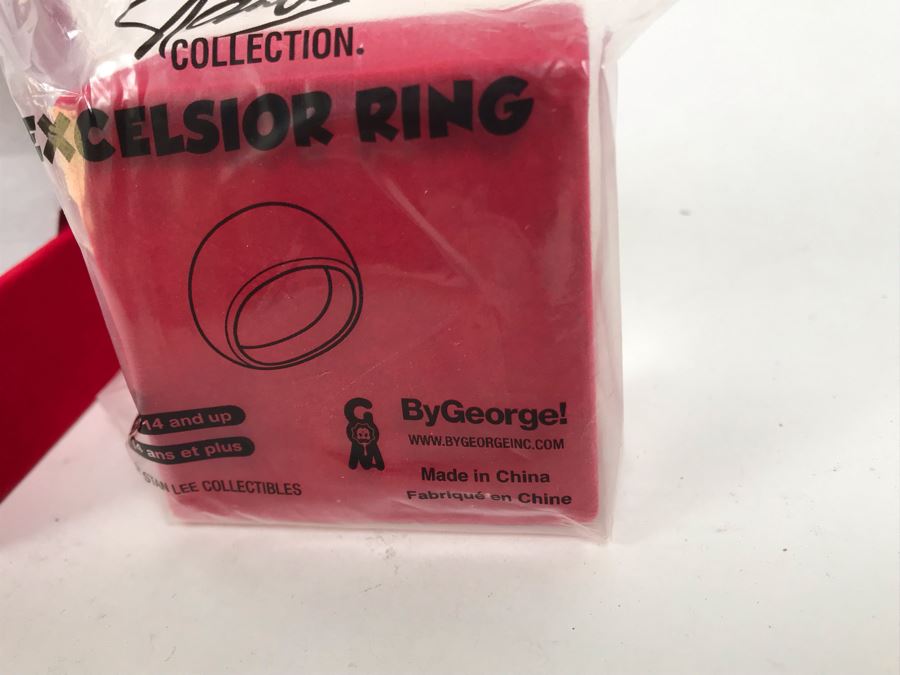 COLLECTION.
EXCELSIOR RING
14 and up
ans et plus
STAN LEE COLLECTIBLES
ByGeorge!
WWW.BYGEORGEINC.COM
Made in China
Fabriqué en Chine